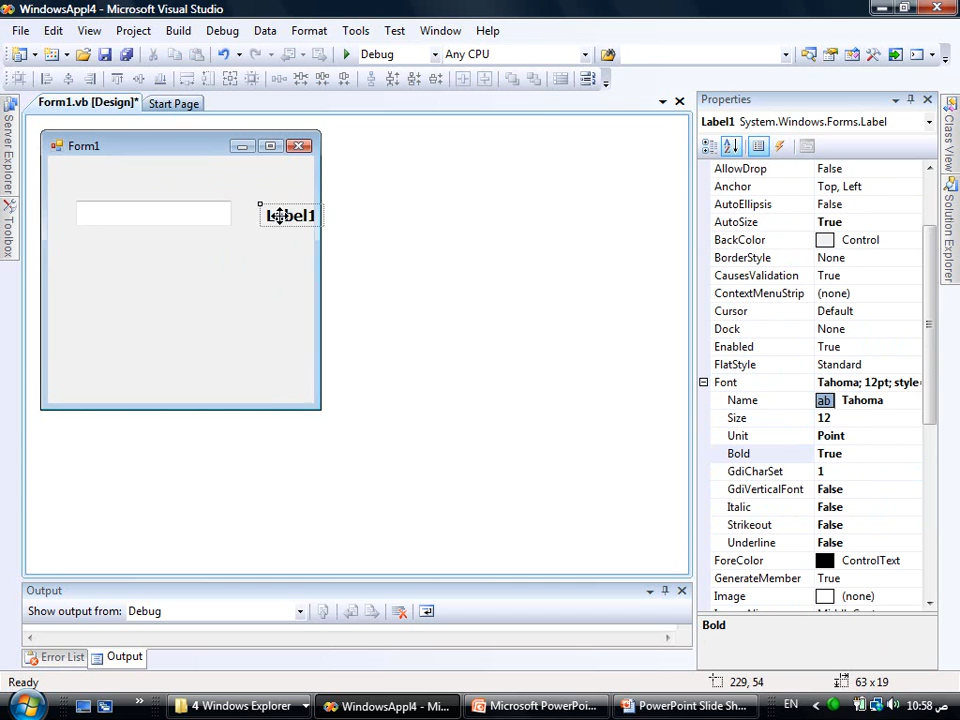 WindowsAppl4 - Microsoft Visual Studio
File Edit View Project Build Debug Data Format Tools Test Window Help
Debug Any CPU
Form1.vb [Design]* Start Page
Server Explorer
Toolbox
Form1
Label1
Properties
Label1 System.Windows.Forms.Label
AllowDrop False
Anchor Top, Left
AutoEllipsis False
AutoSize True
BackColor Control
BorderStyle None
CausesValidation True
ContextMenuStrip (none)
Cursor Default
Dock None
Enabled True
FlatStyle Standard
Font Tahoma; 12pt; style
Name ab Tahoma
Size 12
Unit Point
Bold True
GdiCharSet 1
GdiVerticalFont False
Italic False
Strikeout False
Underline False
ForeColor ControlText
GenerateMember True
Image (none)
Bold
Class View
Solution Explorer
Output
Show output from: Debug
Error List Output
Ready 229, 54 63 x 19
4 Windows Explorer WindowsAppl4 - Mi... Microsoft PowerPoi... PowerPoint Slide Sh... EN 10:58 ص